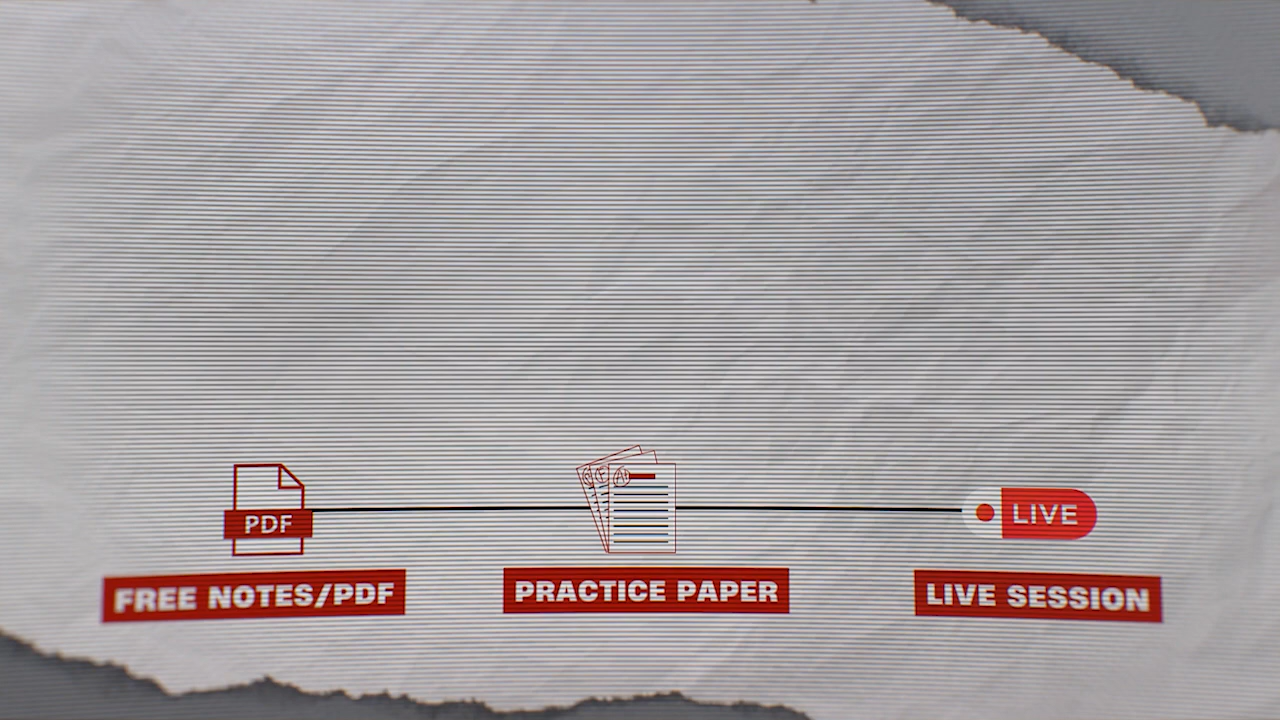 PDF
LIVE
FREE NOTES/PDF
PRACTICE PAPER
LIVE SESSION